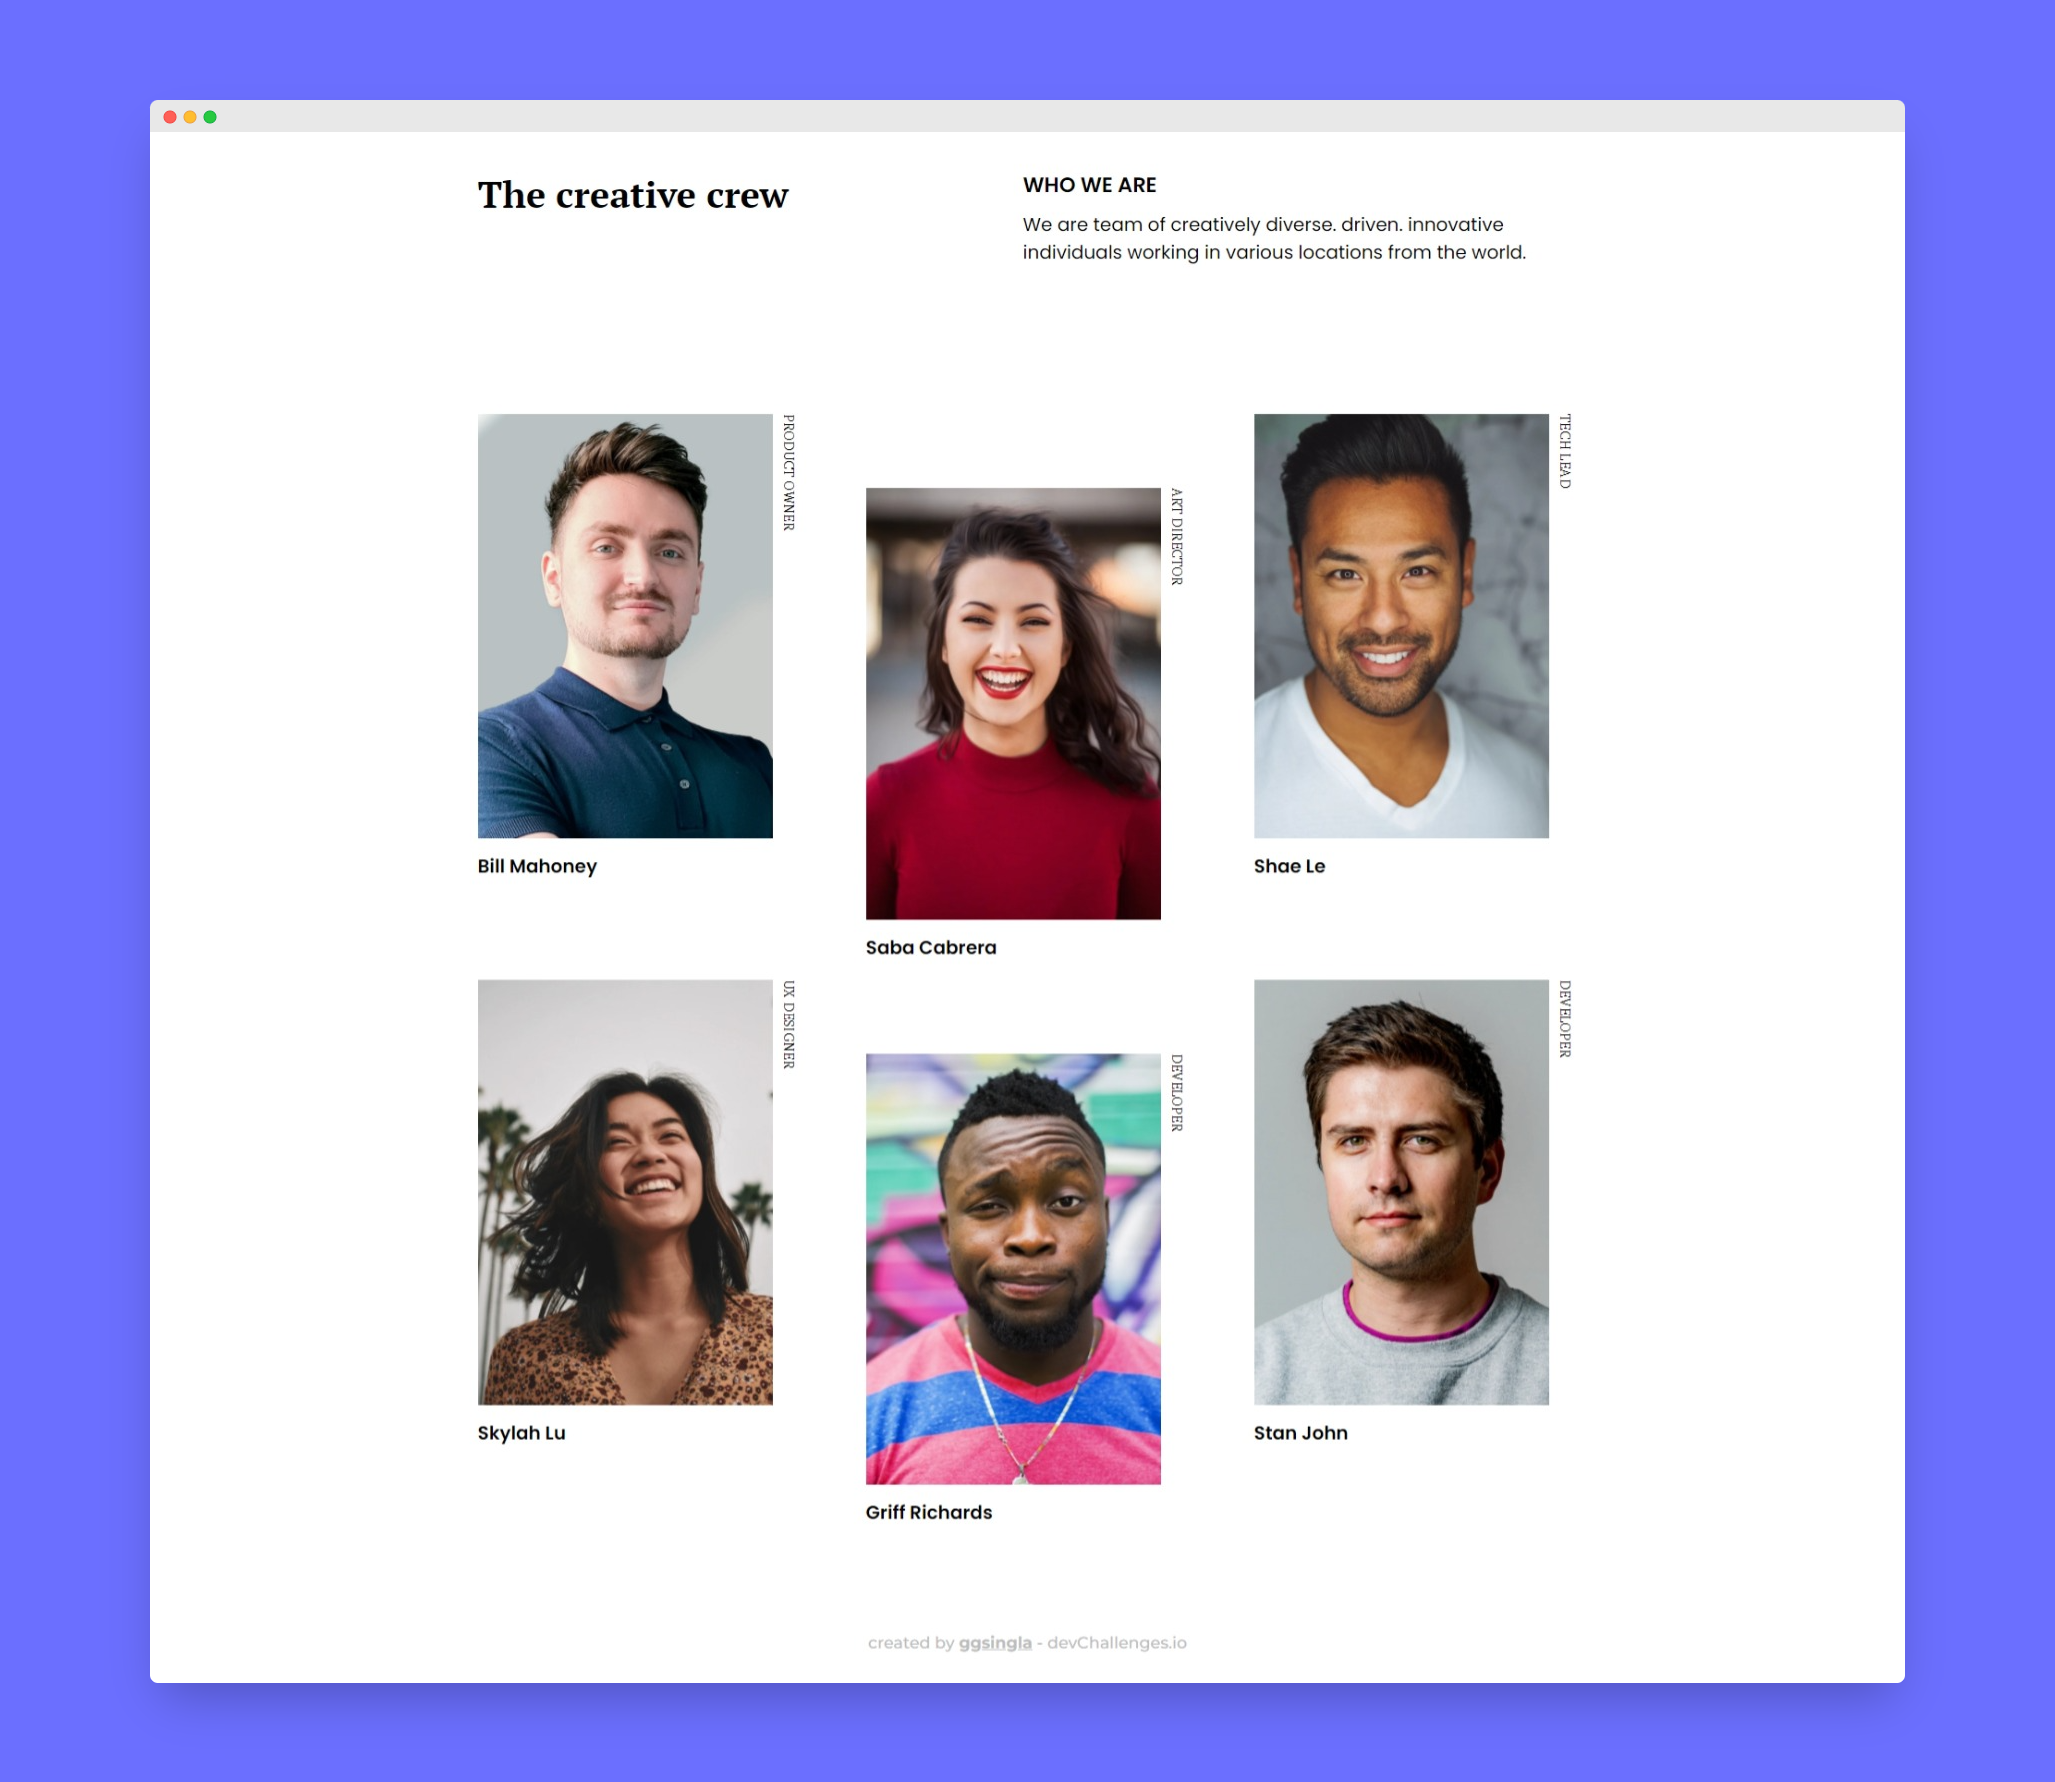 The creative crew
WHO WE ARE
We are team of creatively diverse. driven. innovative
individuals working in various locations from the world.
PRODUCT OWNER
Bill Mahoney
ART DIRECTOR
Saba Cabrera
TECH LEAD
Shae Le
UX DESIGNER
Skylah Lu
DEVELOPER
Griff Richards
DEVELOPER
Stan John
created by ggsingla - devChallenges.io